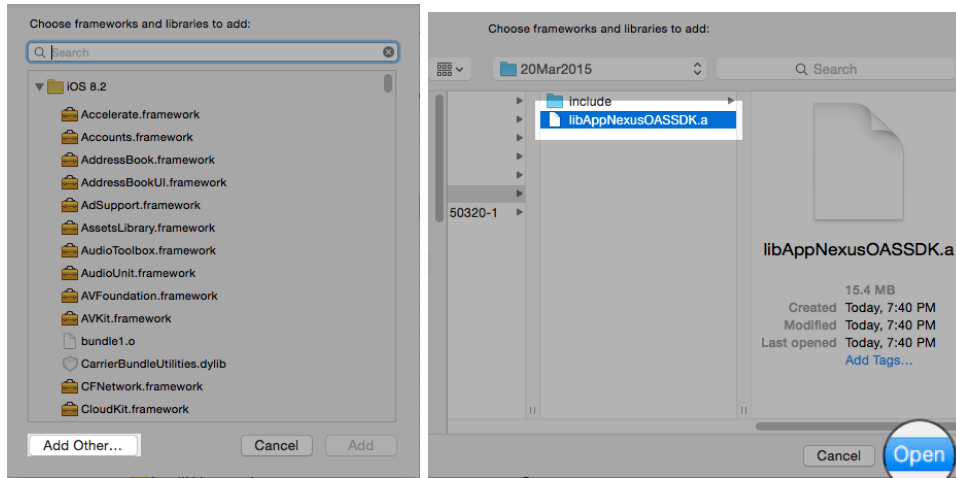 Choose frameworks and libraries to add:
Search
iOS 8.2
Accelerate.framework
Accounts.framework
AddressBook.framework
AddressBookUI.framework
AdSupport.framework
AssetsLibrary.framework
AudioToolbox.framework
AudioUnit.framework
AVFoundation.framework
AVKit.framework
bundle1.o
CarrierBundleUtilities.dylib
CFNetwork.framework
CloudKit.framework
Add Other...
Cancel
Add
Choose frameworks and libraries to add:
20Mar2015
Search
include
libAppNexusOASSDK.a
50320-1
libAppNexusOASSDK.a
15.4 MB
Created Today, 7:40 PM
Modified Today, 7:40 PM
Last opened Today, 7:40 PM
Add Tags...
Cancel
Open